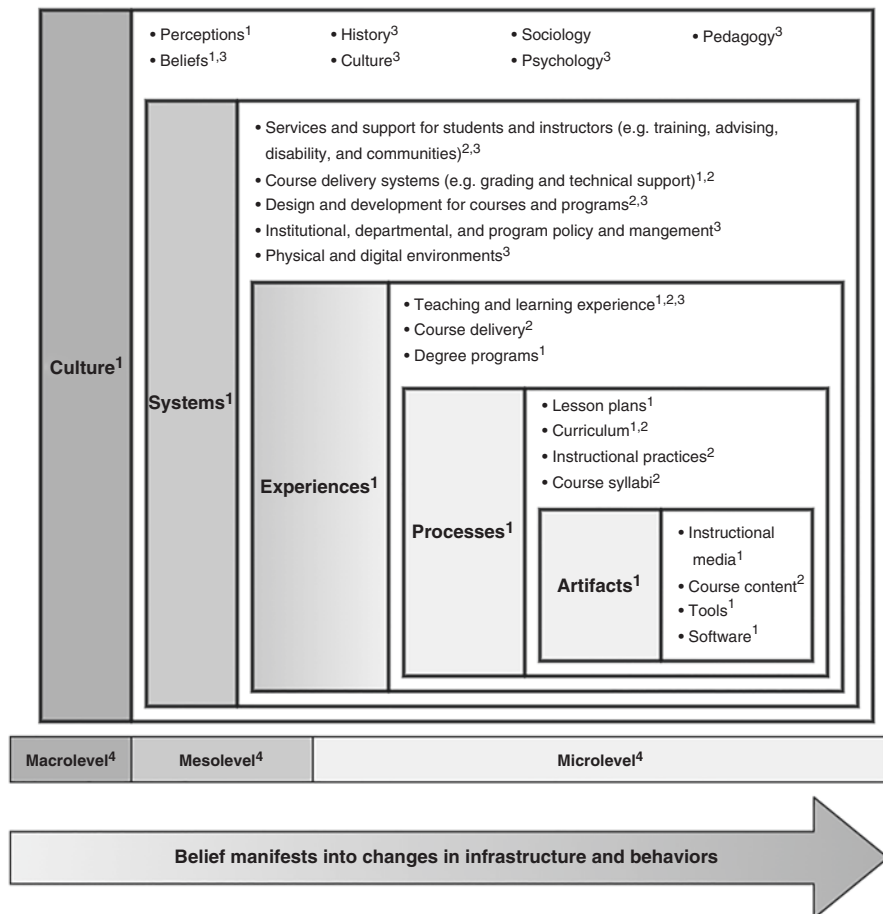 • Perceptions¹ • History³ • Sociology • Pedagogy³
• Beliefs¹,³ • Culture³ • Psychology³
• Services and support for students and instructors (e.g. training, advising,
disability, and communities)²,³
• Course delivery systems (e.g. grading and technical support)¹,²
• Design and development for courses and programs²,³
• Institutional, departmental, and program policy and mangement³
• Physical and digital environments³
• Teaching and learning experience¹,²,³
• Course delivery²
• Degree programs¹
Culture¹
Systems¹
• Lesson plans¹
• Curriculum¹,²
• Instructional practices²
• Course syllabi²
Experiences¹
Processes¹
Artifacts¹
• Instructional
media¹
• Course content²
• Tools¹
• Software¹
Macrolevel⁴ Mesolevel⁴ Microlevel⁴
Belief manifests into changes in infrastructure and behaviors